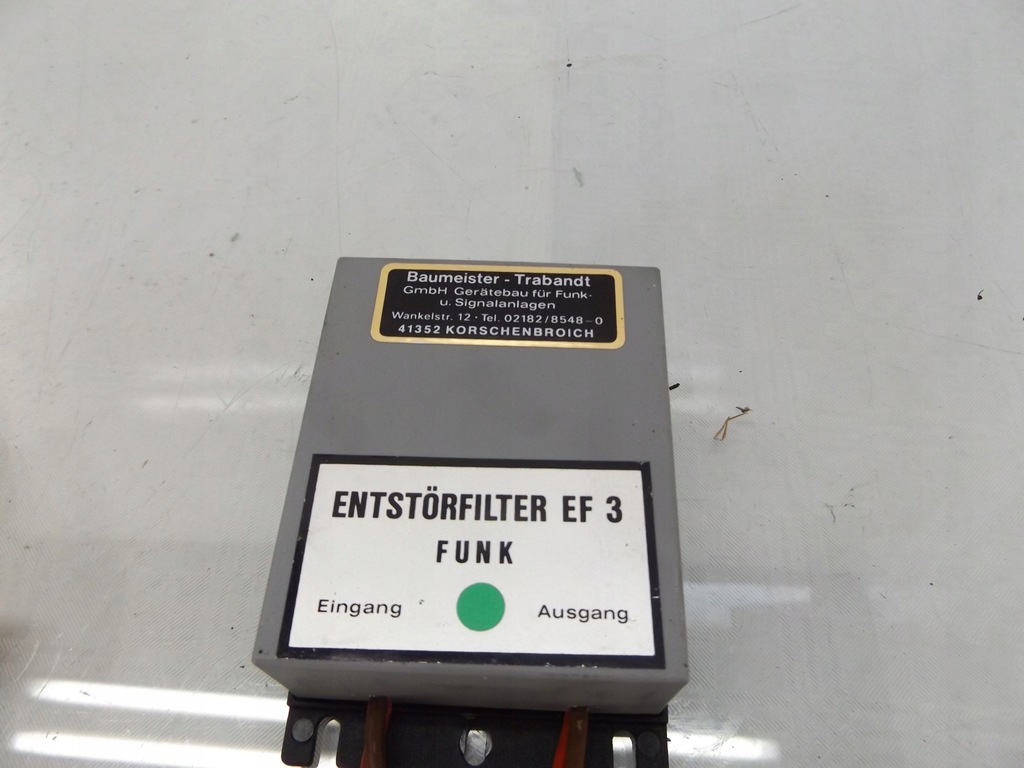 Baumeister - Trabandt
GmbH Gerätebau für Funk-
u. Signalanlagen
Wankelstr. 12 · Tel. 02182/8548-0
41352 KORSCHENBROICH
ENTSTÖRFILTER EF 3
FUNK
Eingang Ausgang